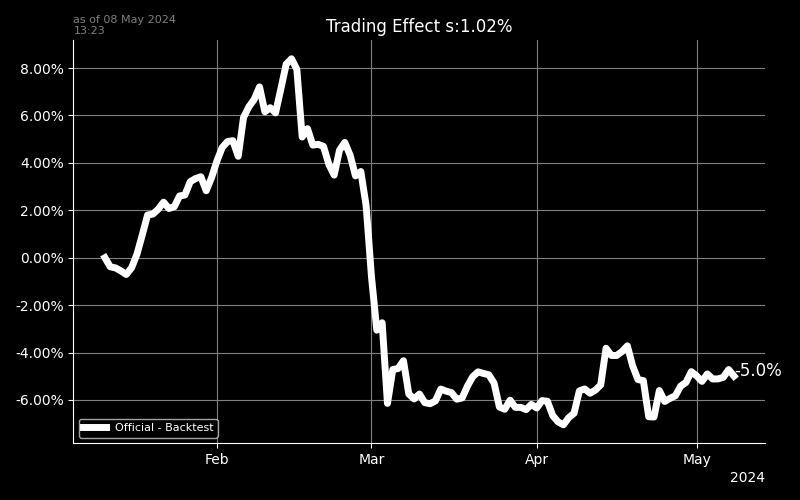 as of 08 May 2024
13:23
Trading Effect s:1.02%
8.00%
6.00%
4.00%
2.00%
0.00%
-2.00%
-4.00%
-6.00%
-5.0%
Official - Backtest
Feb
Mar
Apr
May
2024